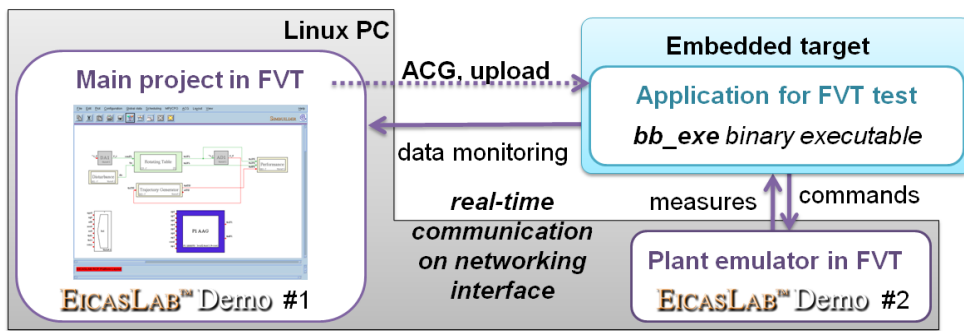 Linux PC
Main project in FVT
EICASLAB™ Demo #1
ACG, upload
data monitoring
real-time
communication
on networking
interface
Embedded target
Application for FVT test
bb_exe binary executable
measures
commands
Plant emulator in FVT
EICASLAB™ Demo #2